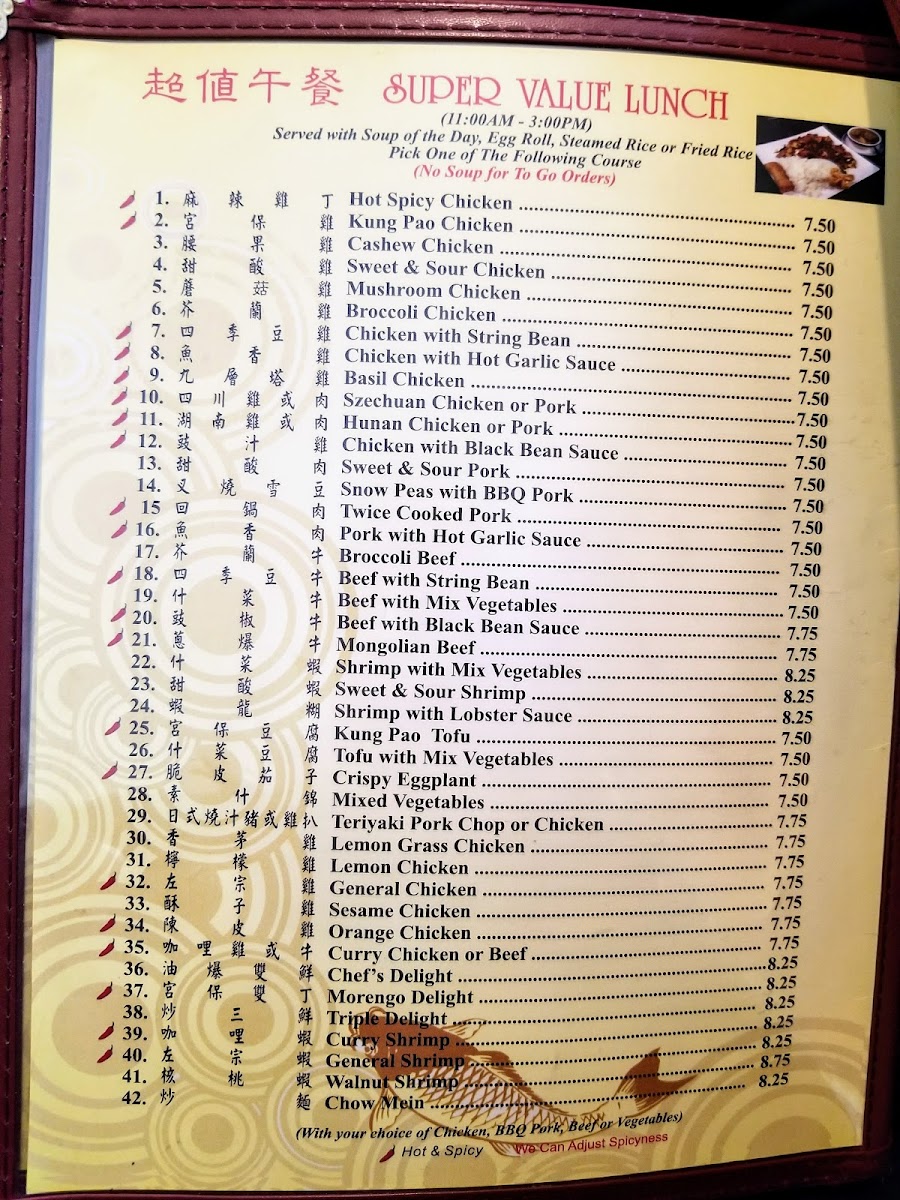 超值午餐 SUPER VALUE LUNCH
(11:00AM - 3:00PM)
Served with Soup of the Day, Egg Roll, Steamed Rice or Fried Rice
Pick One of The Following Course
(No Soup for To Go Orders)
1. 麻辣雞丁 Hot Spicy Chicken 7.50
2. 宮保雞 Kung Pao Chicken 7.50
3. 腰果雞 Cashew Chicken 7.50
4. 甜酸雞 Sweet & Sour Chicken 7.50
5. 蘑菇雞 Mushroom Chicken 7.50
6. 芥蘭雞 Broccoli Chicken 7.50
7. 四季豆雞 Chicken with String Bean 7.50
8. 魚香雞 Chicken with Hot Garlic Sauce 7.50
9. 九層塔雞 Basil Chicken 7.50
10. 四川雞或肉 Szechuan Chicken or Pork 7.50
11. 湖南雞或肉 Hunan Chicken or Pork 7.50
12. 豉汁雞 Chicken with Black Bean Sauce 7.50
13. 甜酸肉 Sweet & Sour Pork 7.50
14. 叉燒雪豆 Snow Peas with BBQ Pork 7.50
15 回鍋肉 Twice Cooked Pork 7.50
16. 魚香肉 Pork with Hot Garlic Sauce 7.50
17. 芥蘭牛 Broccoli Beef 7.50
18. 四季豆牛 Beef with String Bean 7.50
19. 什菜牛 Beef with Mix Vegetables 7.50
20. 豉椒牛 Beef with Black Bean Sauce 7.75
21. 蔥爆牛 Mongolian Beef 7.75
22. 什菜蝦 Shrimp with Mix Vegetables 8.25
23. 甜酸蝦 Sweet & Sour Shrimp 8.25
24. 蝦龍糊 Shrimp with Lobster Sauce 8.25
25. 宮保豆腐 Kung Pao Tofu 7.50
26. 什菜豆腐 Tofu with Mix Vegetables 7.50
27. 脆皮茄子 Crispy Eggplant 7.50
28. 素什錦 Mixed Vegetables 7.50
29. 日式燒汁豬或雞扒 Teriyaki Pork Chop or Chicken 7.75
30. 香茅雞 Lemon Grass Chicken 7.75
31. 檸檬雞 Lemon Chicken 7.75
32. 左宗雞 General Chicken 7.75
33. 酥子雞 Sesame Chicken 7.75
34. 陳皮雞 Orange Chicken 7.75
35. 咖哩雞或牛 Curry Chicken or Beef 7.75
36. 油爆雙鮮 Chef's Delight 8.25
37. 宮保雙丁 Morengo Delight 8.25
38. 炒三鮮 Triple Delight 8.25
39. 咖哩蝦 Curry Shrimp 8.25
40. 左宗蝦 General Shrimp 8.25
41. 核桃蝦 Walnut Shrimp 8.75
42. 炒麵 Chow Mein 8.25
(With your choice of Chicken, BBQ Pork, Beef or Vegetables)
Hot & Spicy We Can Adjust Spicyness